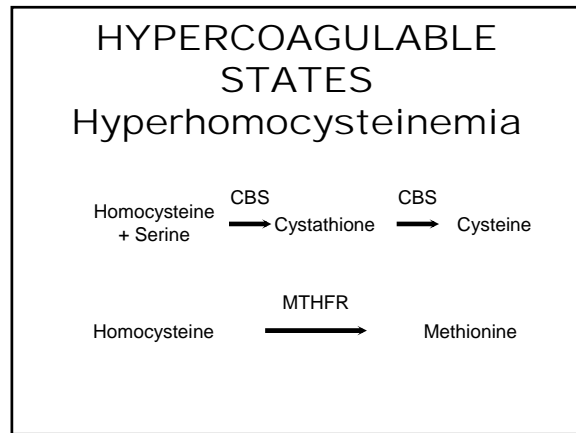 HYPERCOAGULABLE
STATES
Hyperhomocysteinemia
CBS CBS
Homocysteine
+ Serine Cystathione Cysteine
MTHFR
Homocysteine Methionine